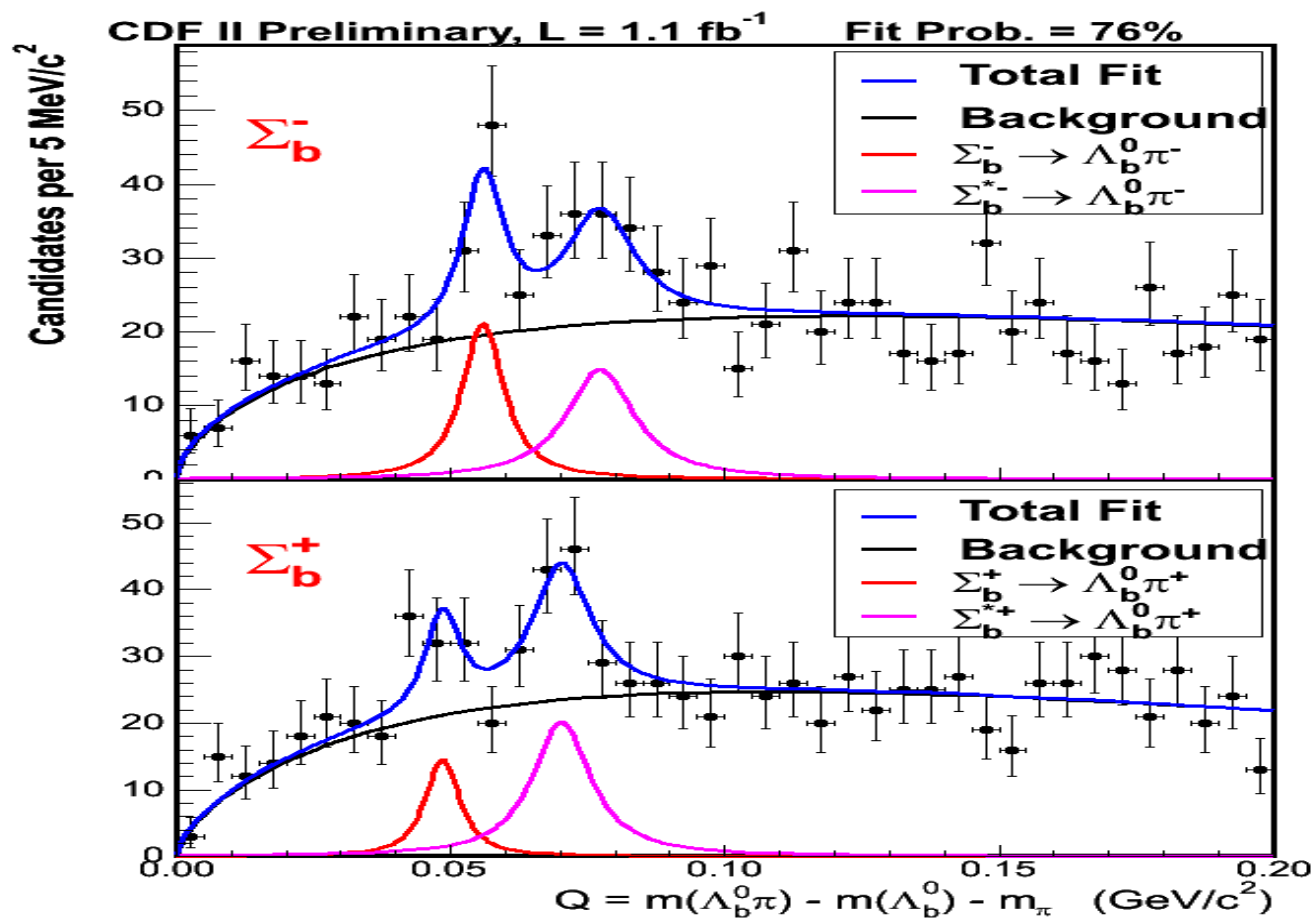 CDF II Preliminary, L = 1.1 fb⁻¹ Fit Prob. = 76%
Candidates per 5 MeV/c²
50
40
30
20
10
0
Σb⁻
Total Fit
Background
Σb⁻ → Λb⁰π⁻
Σb*⁻ → Λb⁰π⁻
50
40
30
20
10
0
Σb⁺
Total Fit
Background
Σb⁺ → Λb⁰π⁺
Σb*⁺ → Λb⁰π⁺
0.00 0.05 0.10 0.15 0.20
Q = m(Λb⁰π) - m(Λb⁰) - mπ (GeV/c²)